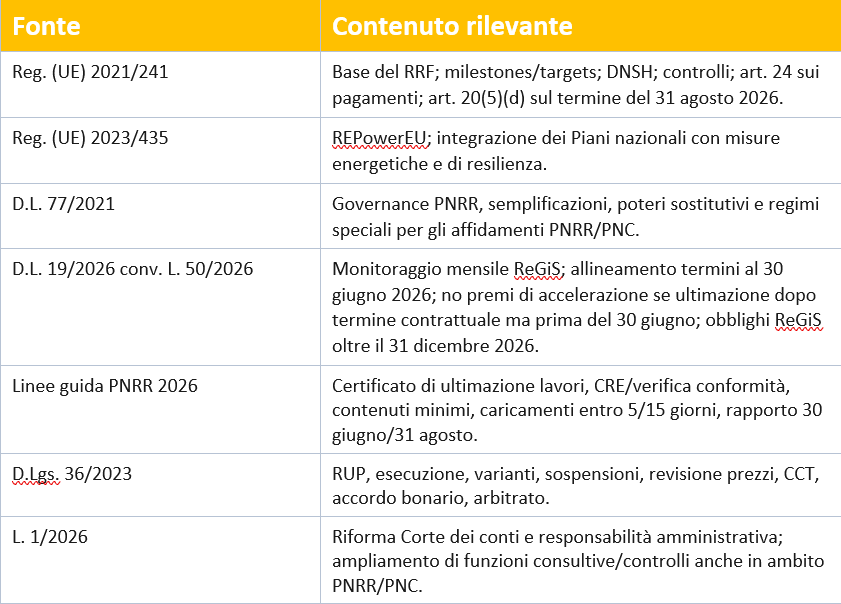 Fonte
Contenuto rilevante
Reg. (UE) 2021/241
Base del RRF; milestones/targets; DNSH; controlli; art. 24 sui
pagamenti; art. 20(5)(d) sul termine del 31 agosto 2026.
Reg. (UE) 2023/435
REPowerEU; integrazione dei Piani nazionali con misure
energetiche e di resilienza.
D.L. 77/2021
Governance PNRR, semplificazioni, poteri sostitutivi e regimi
speciali per gli affidamenti PNRR/PNC.
D.L. 19/2026 conv. L. 50/2026
Monitoraggio mensile ReGiS; allineamento termini al 30
giugno 2026; no premi di accelerazione se ultimazione dopo
termine contrattuale ma prima del 30 giugno; obblighi ReGiS
oltre il 31 dicembre 2026.
Linee guida PNRR 2026
Certificato di ultimazione lavori, CRE/verifica conformità,
contenuti minimi, caricamenti entro 5/15 giorni, rapporto 30
giugno/31 agosto.
D.Lgs. 36/2023
RUP, esecuzione, varianti, sospensioni, revisione prezzi, CCT,
accordo bonario, arbitrato.
L. 1/2026
Riforma Corte dei conti e responsabilità amministrativa;
ampliamento di funzioni consultive/controlli anche in ambito
PNRR/PNC.